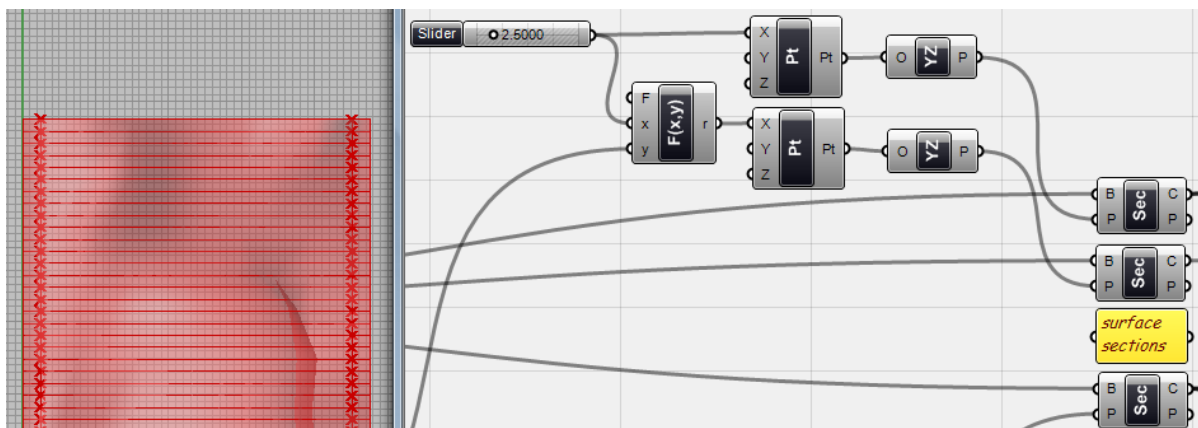 Slider 2.5000
X
Y
Z
Pt
Pt
O
YZ
P
F
x
y
F(x,y)
r
X
Y
Z
Pt
Pt
O
YZ
P
B
P
Sec
C
P
B
P
Sec
C
P
surface
sections
B
P
Sec
C
P